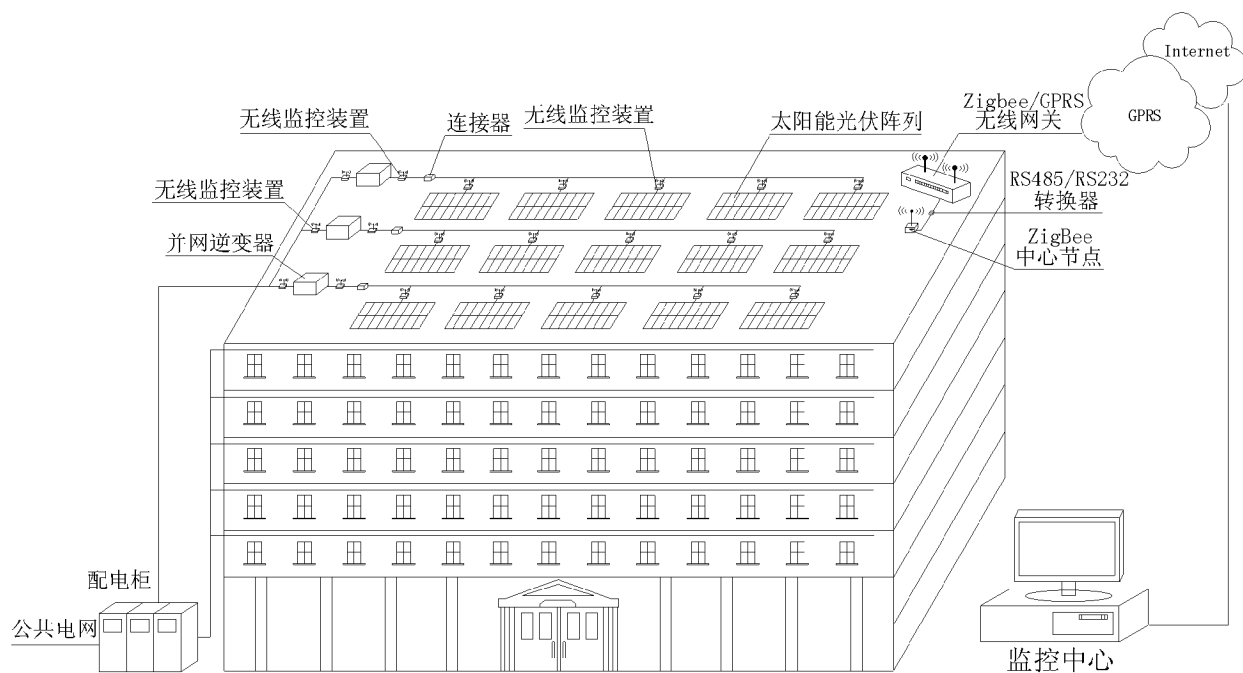 Internet
GPRS
Zigbee/GPRS
无线网关
无线监控装置
连接器
无线监控装置
太阳能光伏阵列
RS485/RS232
转换器
无线监控装置
ZigBee
中心节点
并网逆变器
配电柜
公共电网
监控中心